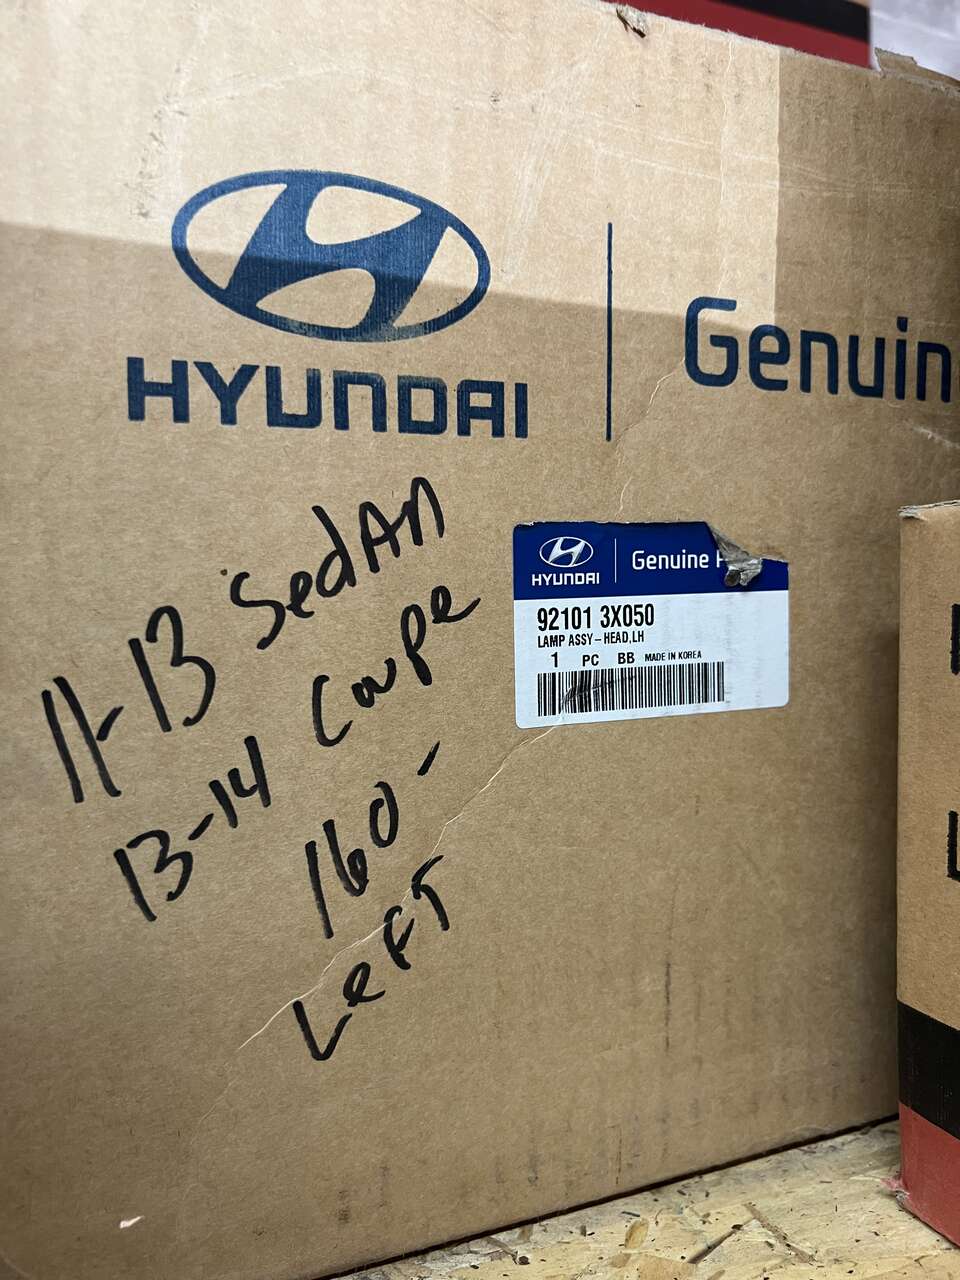 HYUNDAI
Genuin
11-13 SedAn
13-14 Coupe
160-
LeFT
HYUNDAI
Genuine
92101 3X050
LAMP ASSY-HEAD,LH
1 PC BB MADE IN KOREA